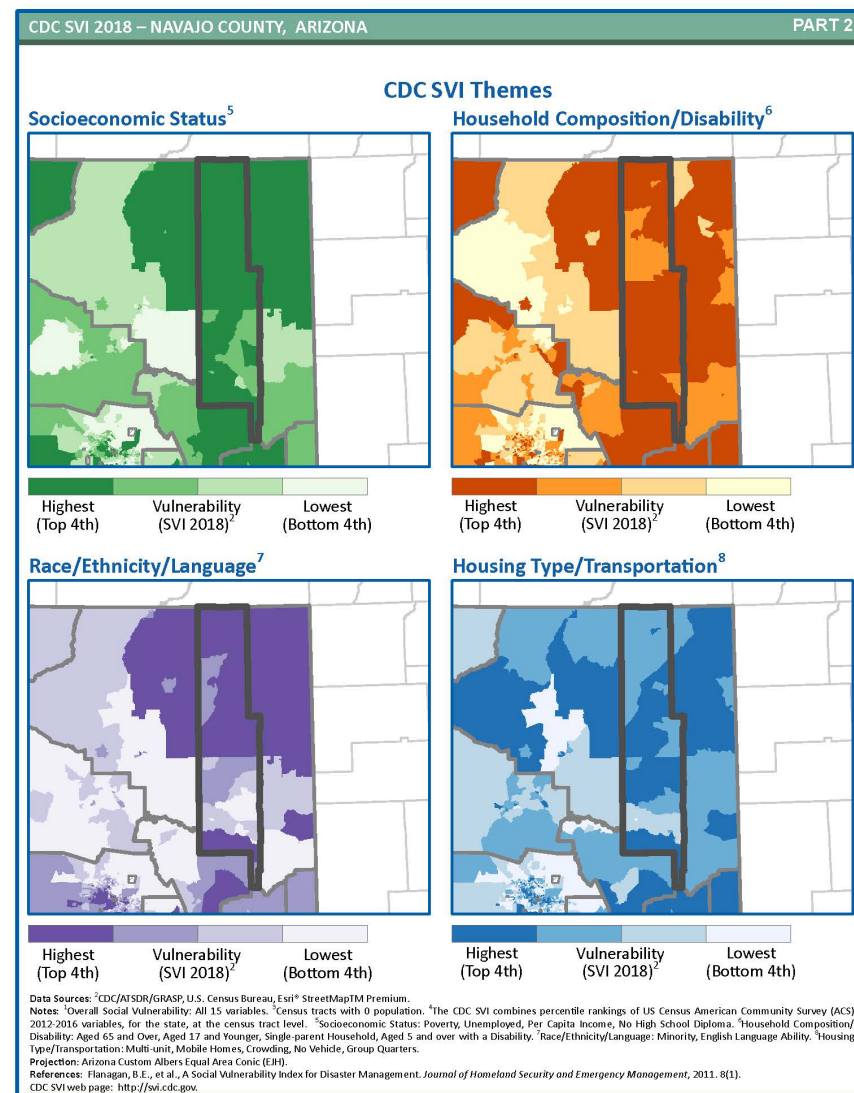 CDC SVI 2018 – NAVAJO COUNTY, ARIZONA PART 2
CDC SVI Themes
Socioeconomic Status5
Household Composition/Disability6
Highest (Top 4th)
Vulnerability (SVI 2018)2
Lowest (Bottom 4th)
Highest (Top 4th)
Vulnerability (SVI 2018)2
Lowest (Bottom 4th)
Race/Ethnicity/Language7
Housing Type/Transportation8
Highest (Top 4th)
Vulnerability (SVI 2018)2
Lowest (Bottom 4th)
Highest (Top 4th)
Vulnerability (SVI 2018)2
Lowest (Bottom 4th)
Data Sources: 2CDC/ATSDR/GRASP, U.S. Census Bureau, Esri® StreetMapTM Premium.
Notes: 1Overall Social Vulnerability: All 15 variables. 3Census tracts with 0 population. 4The CDC SVI combines percentile rankings of US Census American Community Survey (ACS)
2012-2016 variables, for the state, at the census tract level. 5Socioeconomic Status: Poverty, Unemployed, Per Capita Income, No High School Diploma. 6Household Composition/
Disability: Aged 65 and Over, Aged 17 and Younger, Single-parent Household, Aged 5 and over with a Disability. 7Race/Ethnicity/Language: Minority, English Language Ability. 8Housing
Type/Transportation: Multi-unit, Mobile Homes, Crowding, No Vehicle, Group Quarters.
Projection: Arizona Custom Albers Equal Area Conic (EJH).
References: Flanagan, B.E., et al., A Social Vulnerability Index for Disaster Management. Journal of Homeland Security and Emergency Management, 2011. 8(1).
CDC SVI web page: http://svi.cdc.gov.